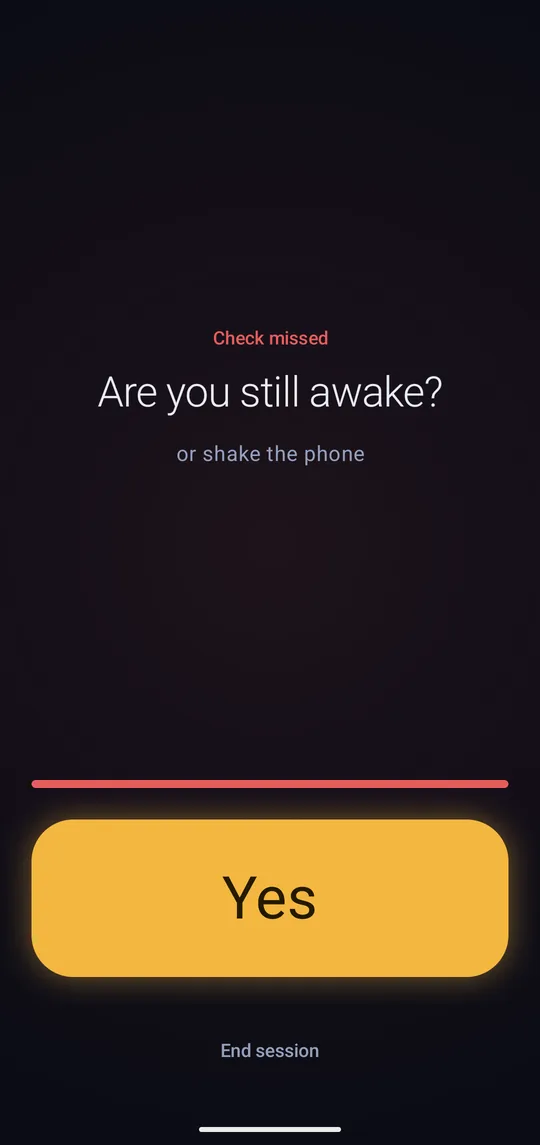 Check missed
Are you still awake?
or shake the phone
Yes
End session